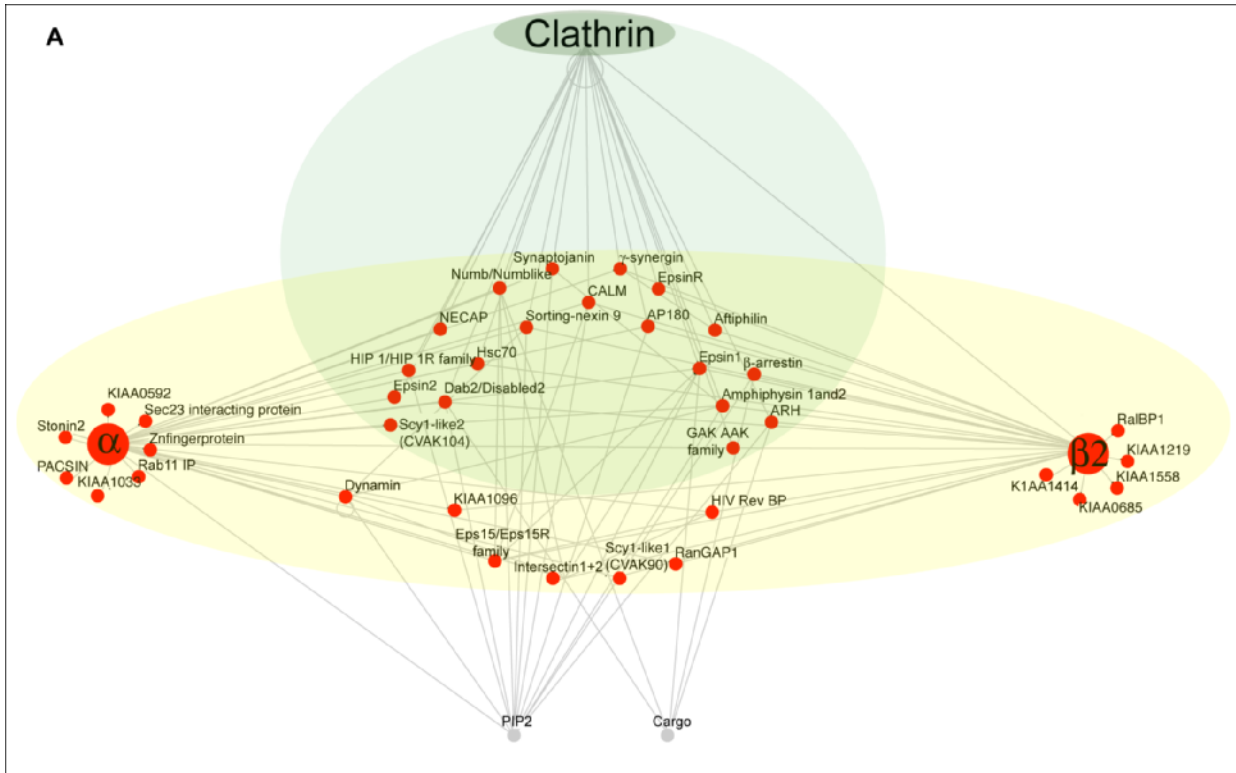 A
Clathrin
Synaptojanin
γ-synergin
Numb/Numblike
EpsinR
CALM
NECAP
Sorting-nexin 9
AP180
Aftiphilin
HIP 1/HIP 1R family
Hsc70
Epsin1
β-arrestin
Epsin2
Dab2/Disabled2
Amphiphysin 1and2
ARH
Scy1-like2
(CVAK104)
GAK AAK
family
KIAA0592
Sec23 interacting protein
Stonin2
α
Znfingerprotein
PACSIN
Rab11 IP
KIAA1033
RalBP1
β2
KIAA1219
K1AA1414
KIAA1558
KIAA0685
Dynamin
KIAA1096
HIV Rev BP
Eps15/Eps15R
family
Intersectin1+2
Scy1-like1
(CVAK90)
RanGAP1
PIP2
Cargo